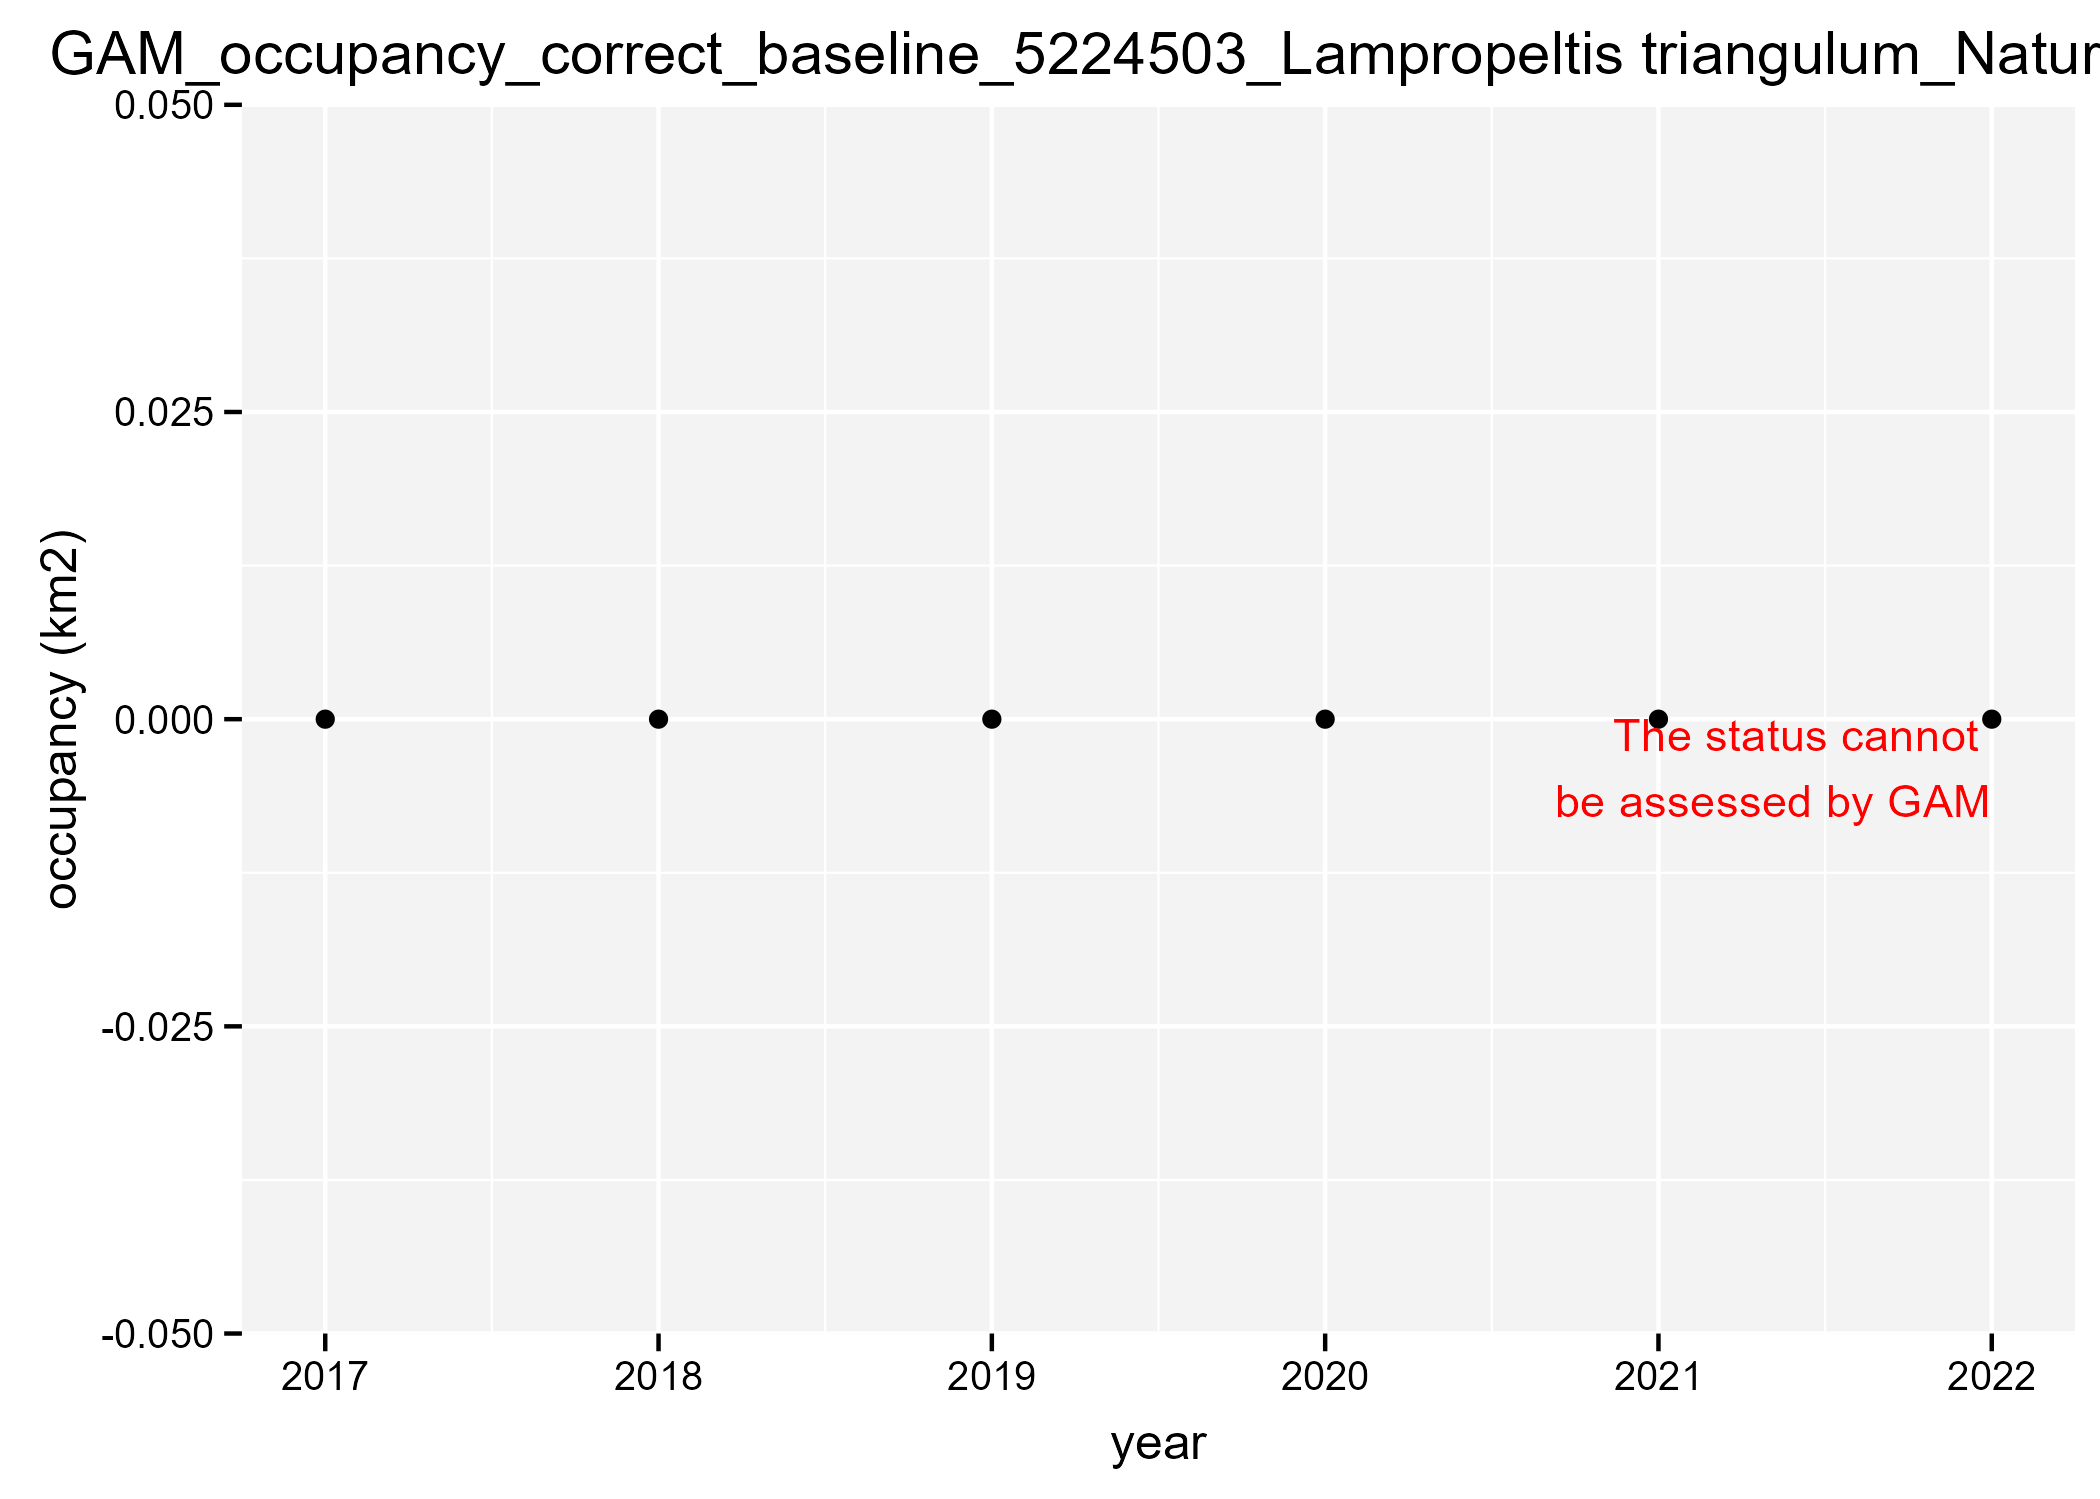 GAM_occupancy_correct_baseline_5224503_Lampropeltis triangulum_Natur
0.050
0.025
0.000
-0.025
-0.050
occupancy (km2)
The status cannot
be assessed by GAM
2017 2018 2019 2020 2021 2022
year